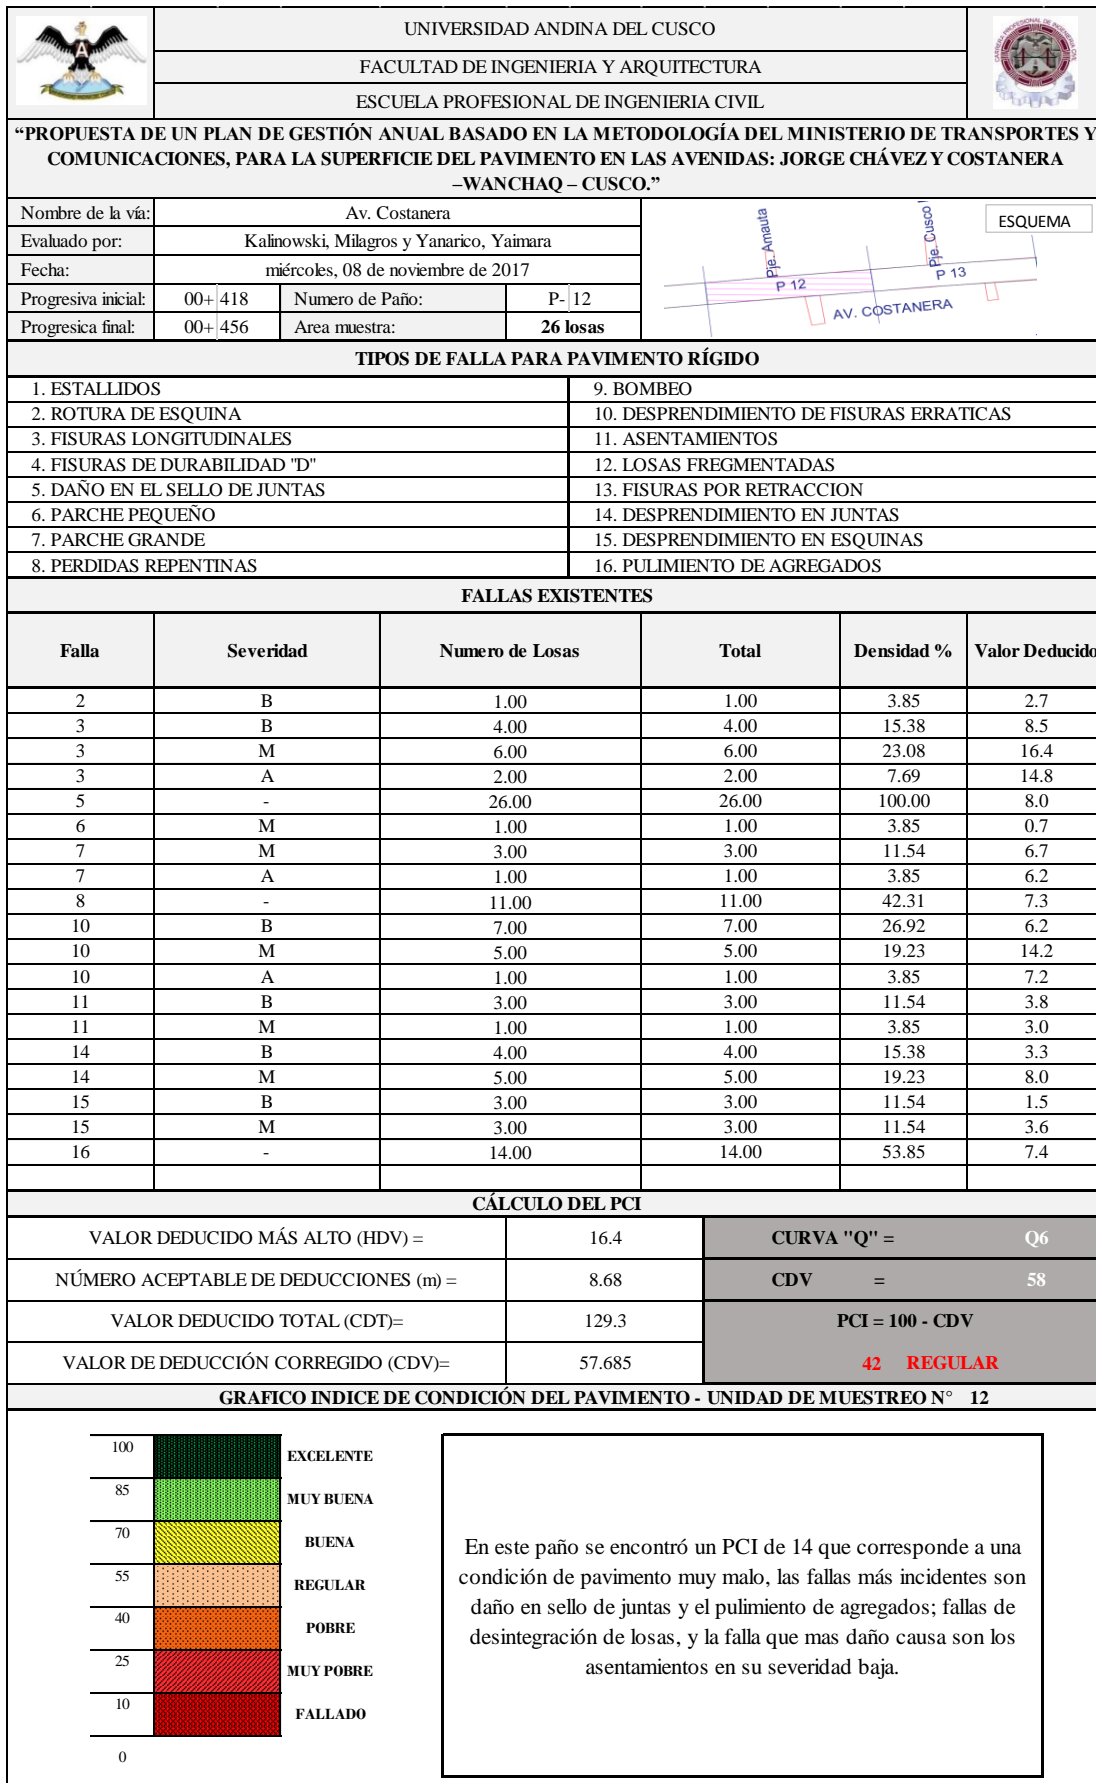 UNIVERSIDAD ANDINA DEL CUSCO
FACULTAD DE INGENIERIA Y ARQUITECTURA
ESCUELA PROFESIONAL DE INGENIERIA CIVIL
“PROPUESTA DE UN PLAN DE GESTIÓN ANUAL BASADO EN LA METODOLOGÍA DEL MINISTERIO DE TRANSPORTES Y
COMUNICACIONES, PARA LA SUPERFICIE DEL PAVIMENTO EN LAS AVENIDAS: JORGE CHÁVEZ Y COSTANERA
–WANCHAQ – CUSCO.”
Nombre de la vía: Av. Costanera
Evaluado por: Kalinowski, Milagros y Yanarico, Yaimara
Fecha: miércoles, 08 de noviembre de 2017
Progresiva inicial: 00+ 418 Numero de Paño: P- 12
Progresica final: 00+ 456 Area muestra: 26 losas
ESQUEMA
Pje. Amauta
Pje. Cusco
P 12
P 13
AV. COSTANERA
TIPOS DE FALLA PARA PAVIMENTO RÍGIDO
1. ESTALLIDOS 9. BOMBEO
2. ROTURA DE ESQUINA 10. DESPRENDIMIENTO DE FISURAS ERRATICAS
3. FISURAS LONGITUDINALES 11. ASENTAMIENTOS
4. FISURAS DE DURABILIDAD "D" 12. LOSAS FREGMENTADAS
5. DAÑO EN EL SELLO DE JUNTAS 13. FISURAS POR RETRACCION
6. PARCHE PEQUEÑO 14. DESPRENDIMIENTO EN JUNTAS
7. PARCHE GRANDE 15. DESPRENDIMIENTO EN ESQUINAS
8. PERDIDAS REPENTINAS 16. PULIMIENTO DE AGREGADOS
FALLAS EXISTENTES
Falla Severidad Numero de Losas Total Densidad % Valor Deducido
2 B 1.00 1.00 3.85 2.7
3 B 4.00 4.00 15.38 8.5
3 M 6.00 6.00 23.08 16.4
3 A 2.00 2.00 7.69 14.8
5 - 26.00 26.00 100.00 8.0
6 M 1.00 1.00 3.85 0.7
7 M 3.00 3.00 11.54 6.7
7 A 1.00 1.00 3.85 6.2
8 - 11.00 11.00 42.31 7.3
10 B 7.00 7.00 26.92 6.2
10 M 5.00 5.00 19.23 14.2
10 A 1.00 1.00 3.85 7.2
11 B 3.00 3.00 11.54 3.8
11 M 1.00 1.00 3.85 3.0
14 B 4.00 4.00 15.38 3.3
14 M 5.00 5.00 19.23 8.0
15 B 3.00 3.00 11.54 1.5
15 M 3.00 3.00 11.54 3.6
16 - 14.00 14.00 53.85 7.4
CÁLCULO DEL PCI
VALOR DEDUCIDO MÁS ALTO (HDV) = 16.4 CURVA "Q" = Q6
NÚMERO ACEPTABLE DE DEDUCCIONES (m) = 8.68 CDV = 58
VALOR DEDUCIDO TOTAL (CDT)= 129.3 PCI = 100 - CDV
VALOR DE DEDUCCIÓN CORREGIDO (CDV)= 57.685 42 REGULAR
GRAFICO INDICE DE CONDICIÓN DEL PAVIMENTO - UNIDAD DE MUESTREO N° 12
100 EXCELENTE
85 MUY BUENA
70 BUENA
55 REGULAR
40 POBRE
25 MUY POBRE
10 FALLADO
0
En este paño se encontró un PCI de 14 que corresponde a una
condición de pavimento muy malo, las fallas más incidentes son
daño en sello de juntas y el pulimiento de agregados; fallas de
desintegración de losas, y la falla que mas daño causa son los
asentamientos en su severidad baja.